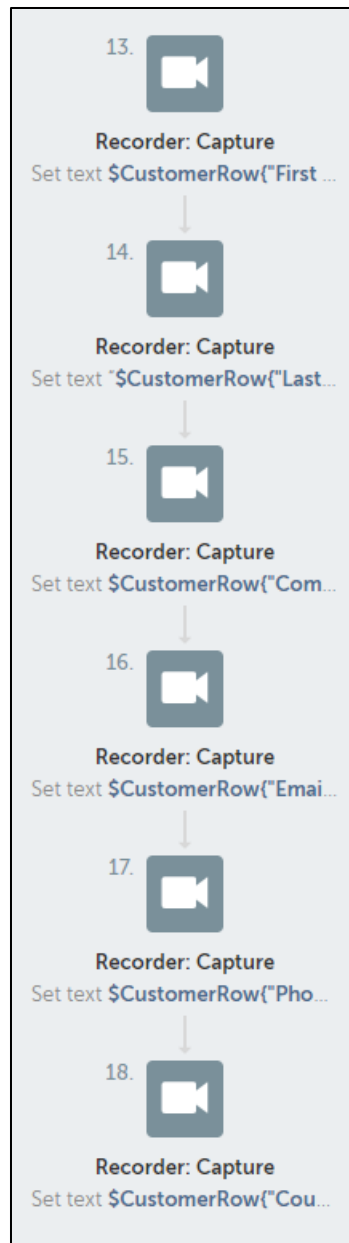 13.
Recorder: Capture
Set text $CustomerRow{"First ...
14.
Recorder: Capture
Set text "$CustomerRow{"Last...
15.
Recorder: Capture
Set text $CustomerRow{"Com...
16.
Recorder: Capture
Set text $CustomerRow{"Emai...
17.
Recorder: Capture
Set text $CustomerRow{"Pho...
18.
Recorder: Capture
Set text $CustomerRow{"Cou...